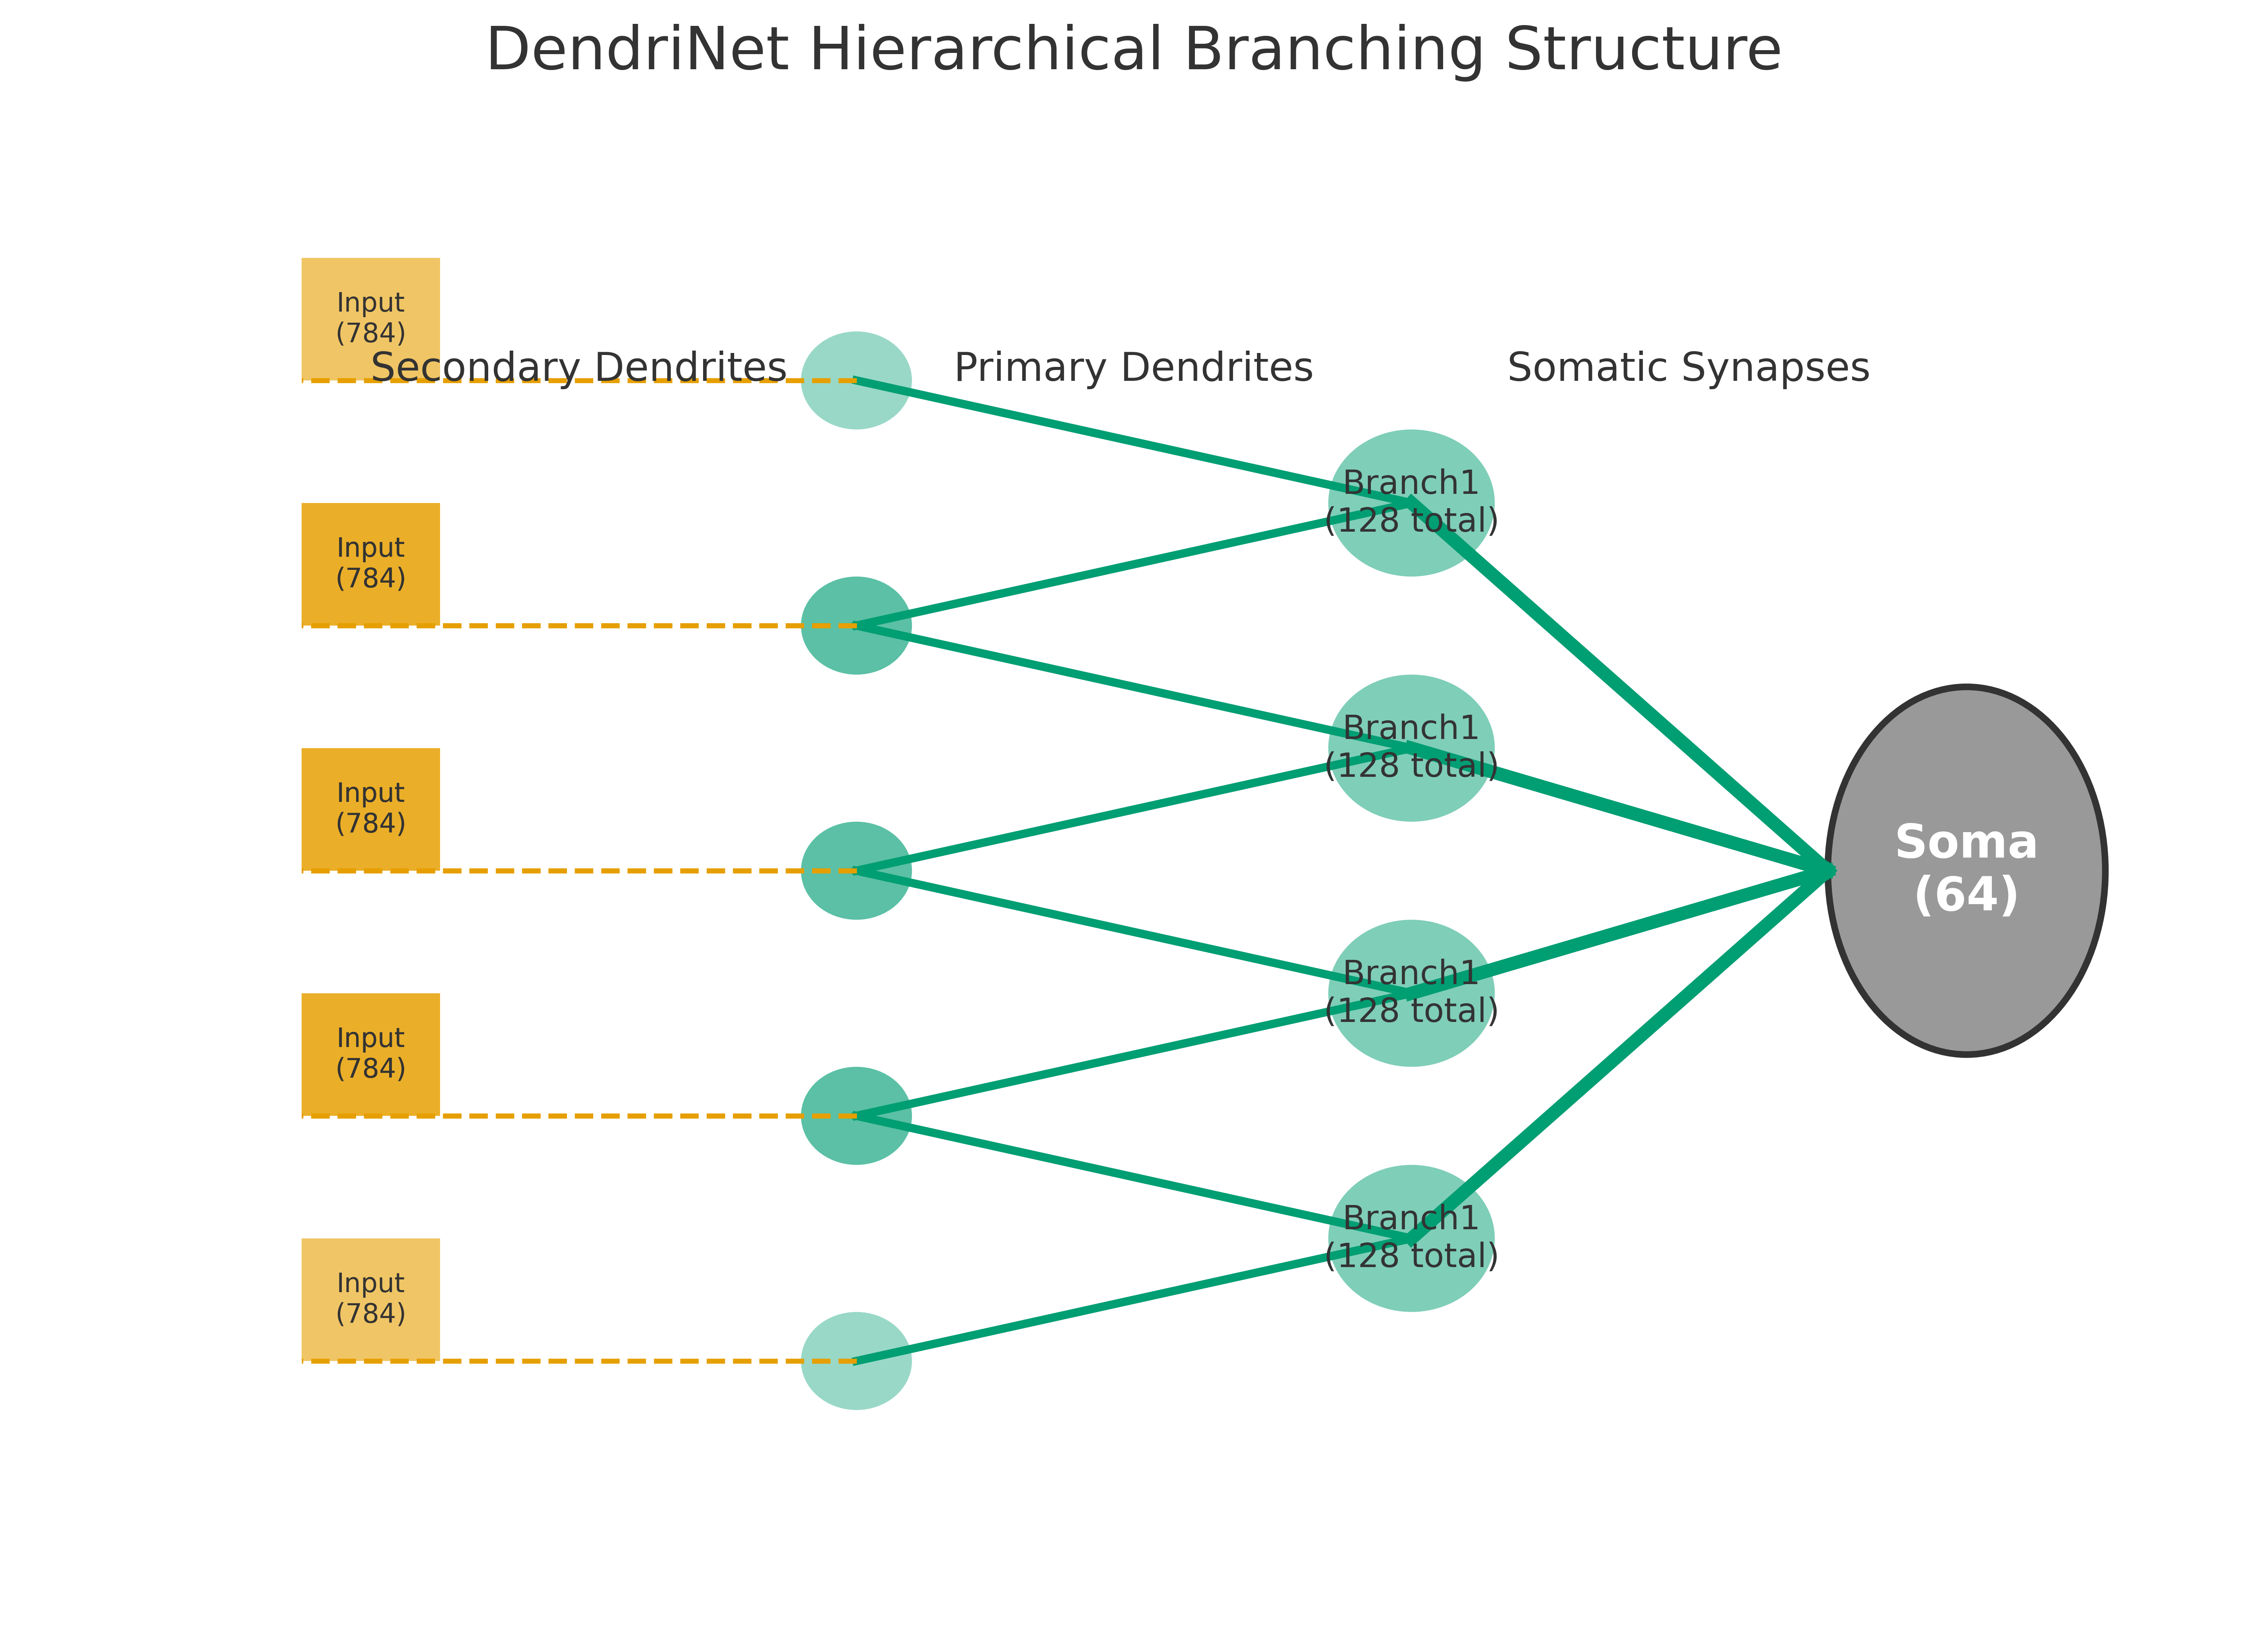 DendriNet Hierarchical Branching Structure
Input
(784)
Secondary Dendrites
Primary Dendrites
Somatic Synapses
Branch1
(128 total)
Input
(784)
Branch1
(128 total)
Input
(784)
Soma
(64)
Branch1
(128 total)
Input
(784)
Branch1
(128 total)
Input
(784)